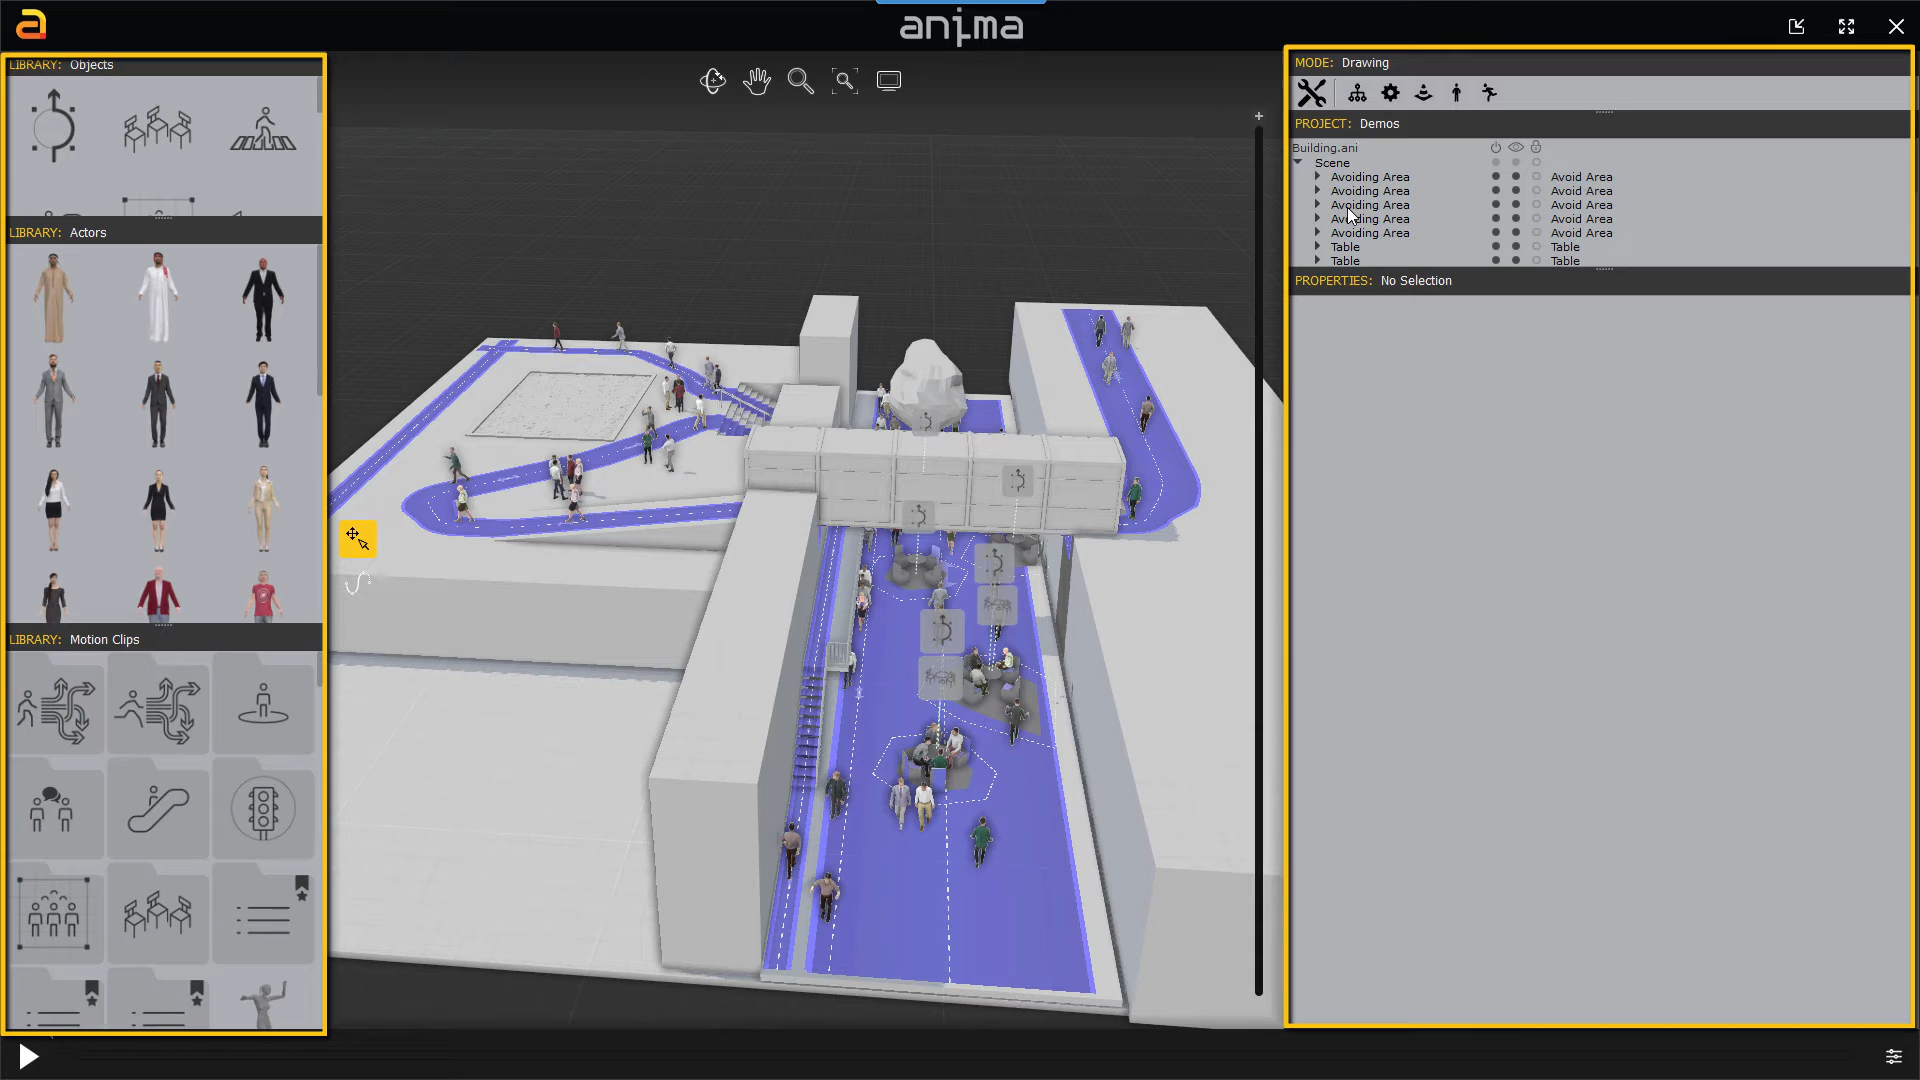 a
anima
LIBRARY: Objects
LIBRARY: Actors
LIBRARY: Motion Clips
MODE: Drawing
PROJECT: Demos
Building.ani
Scene
Avoiding Area Avoid Area
Avoiding Area Avoid Area
Avoiding Area Avoid Area
Avoiding Area Avoid Area
Avoiding Area Avoid Area
Table Table
Table Table
PROPERTIES: No Selection